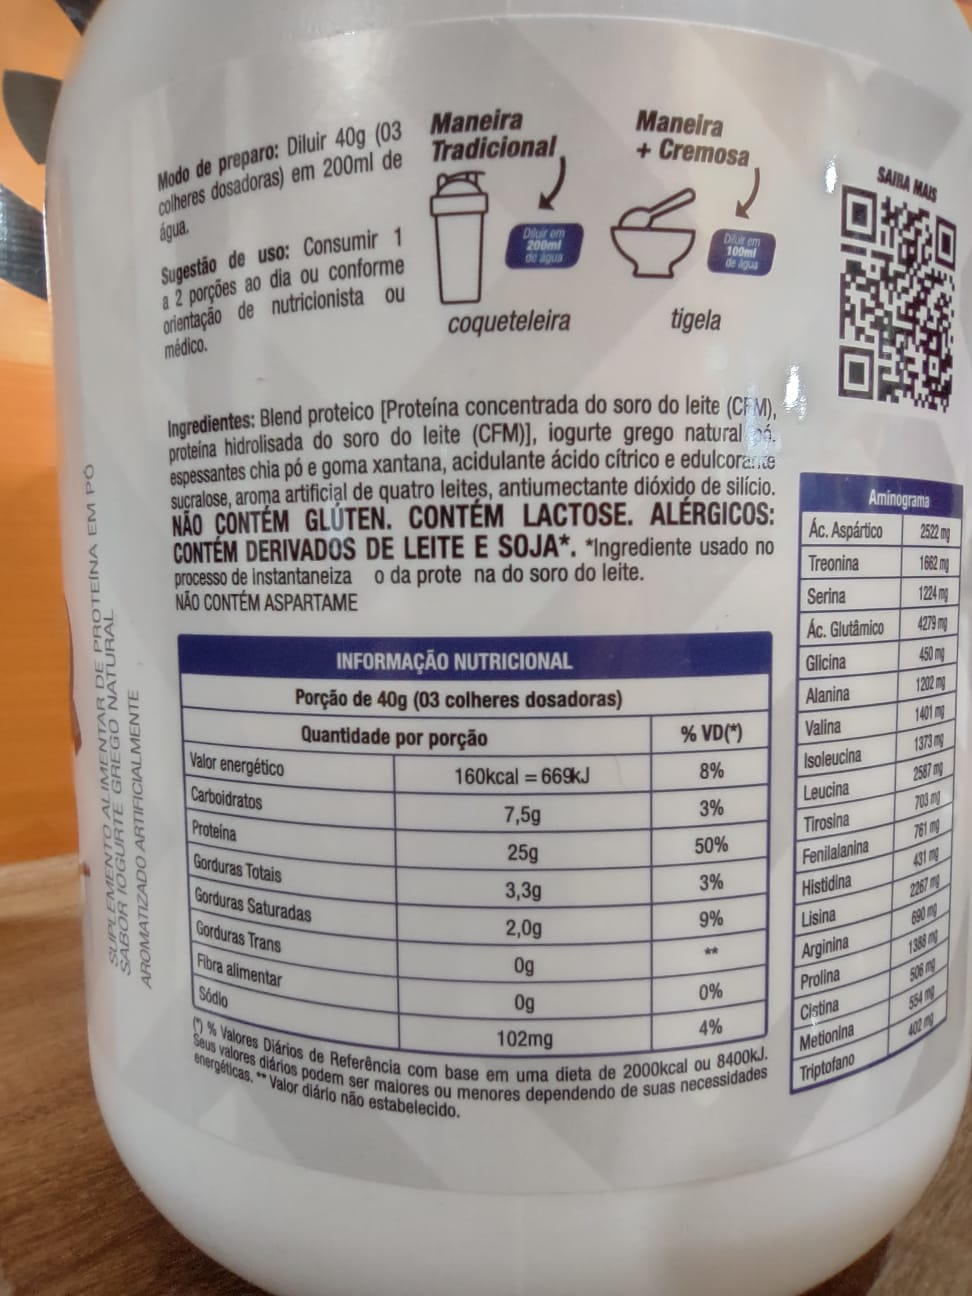 Modo de preparo: Diluir 40g (03
colheres dosadoras) em 200ml de
água.
Sugestão de uso: Consumir 1
a 2 porções ao dia ou conforme
orientação de nutricionista ou
médico.
Maneira
Tradicional
Diluir em
200ml
de água
coqueteleira
Maneira
+ Cremosa
Diluir em
100ml
de água
tigela
SAIBA MAIS
Ingredientes: Blend proteico [Proteína concentrada do soro do leite (CFM),
proteína hidrolisada do soro do leite (CFM)], iogurte grego natural pó,
espessantes chia pó e goma xantana, acidulante ácido cítrico e edulcorante
sucralose, aroma artificial de quatro leites, antiumectante dióxido de silício.
NÃO CONTÉM GLÚTEN. CONTÉM LACTOSE. ALÉRGICOS:
CONTÉM DERIVADOS DE LEITE E SOJA*. *Ingrediente usado no
processo de instantaneiza o da prote na do soro do leite.
NÃO CONTÉM ASPARTAME
SUPLEMENTO ALIMENTAR DE PROTEÍNA EM PÓ
SABOR IOGURTE GREGO NATURAL
AROMATIZADO ARTIFICIALMENTE
INFORMAÇÃO NUTRICIONAL
Porção de 40g (03 colheres dosadoras)
Quantidade por porção % VD(*)
Valor energético 160kcal = 669kJ 8%
Carboidratos 7,5g 3%
Proteína 25g 50%
Gorduras Totais 3,3g 3%
Gorduras Saturadas 2,0g 9%
Gorduras Trans 0g **
Fibra alimentar 0g 0%
Sódio 102mg 4%
(*) % Valores Diários de Referência com base em uma dieta de 2000kcal ou 8400kJ.
Seus valores diários podem ser maiores ou menores dependendo de suas necessidades
energéticas. ** Valor diário não estabelecido.
Aminograma
Ác. Aspártico 2522 mg
Treonina 1662 mg
Serina 1224 mg
Ác. Glutâmico 4279 mg
Glicina 450 mg
Alanina 1202 mg
Valina 1401 mg
Isoleucina 1373 mg
Leucina 2587 mg
Tirosina 703 mg
Fenilalanina 761 mg
Histidina 431 mg
Lisina 2267 mg
Arginina 690 mg
Prolina 1388 mg
Cistina 506 mg
Metionina 554 mg
Triptofano 402 mg